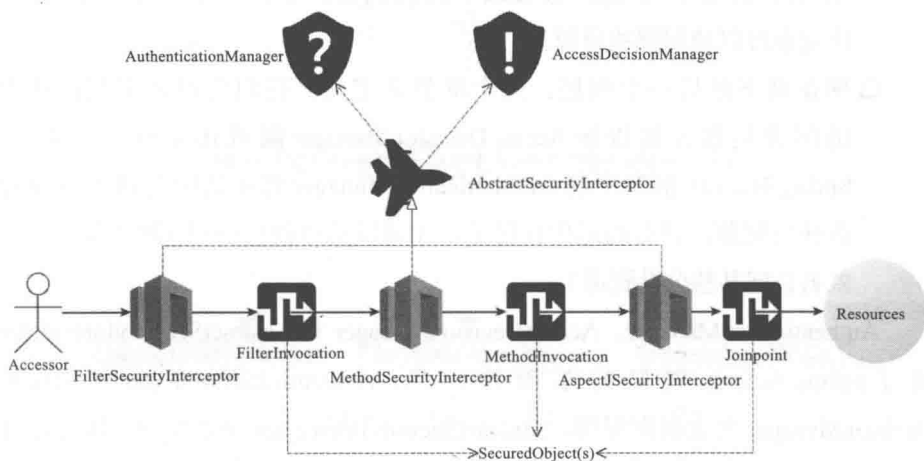 AuthenticationManager
?
!
AccessDecisionManager
AbstractSecurityInterceptor
Accessor
FilterSecurityInterceptor
FilterInvocation
MethodSecurityInterceptor
MethodInvocation
AspectJSecurityInterceptor
Joinpoint
Resources
SecuredObject(s)